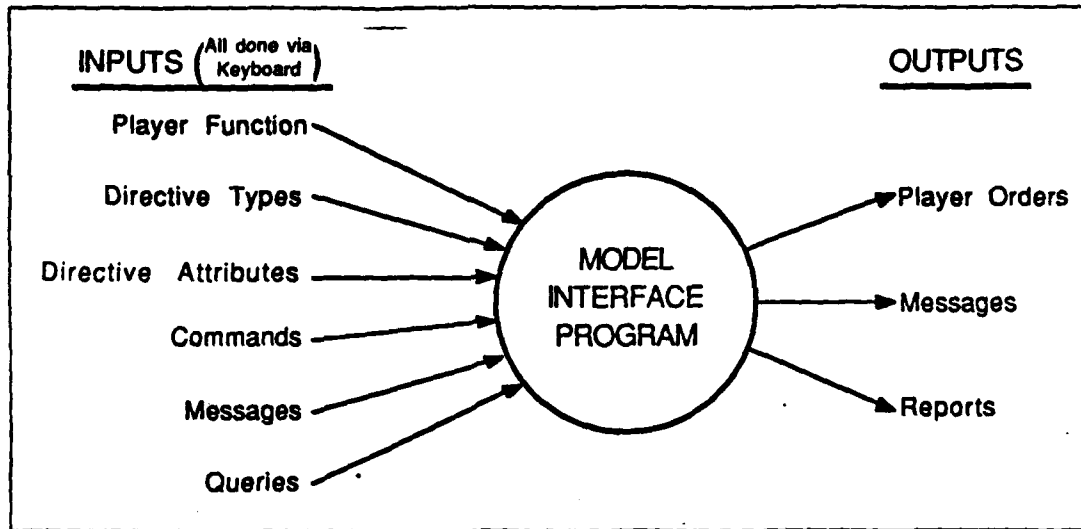 INPUTS (All done via Keyboard)
OUTPUTS
Player Function
Directive Types
Directive Attributes
Commands
Messages
Queries
MODEL
INTERFACE
PROGRAM
Player Orders
Messages
Reports